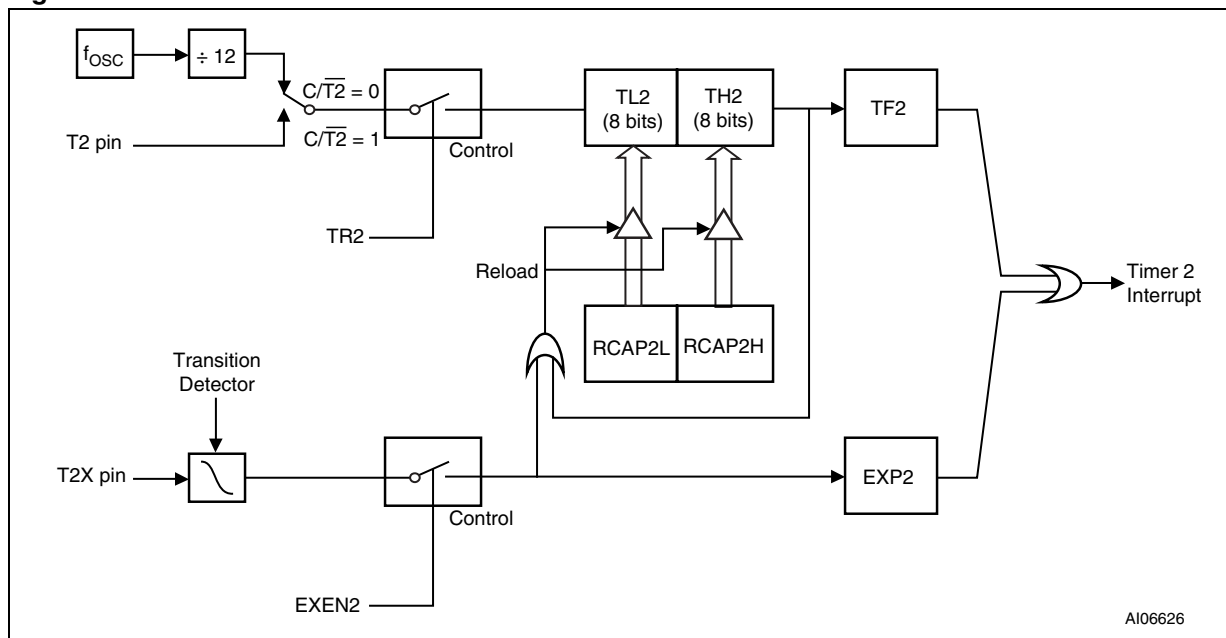 fOSC
÷ 12
C/T2̅ = 0
T2 pin
C/T2̅ = 1
Control
TR2
TL2
(8 bits)
TH2
(8 bits)
TF2
Reload
RCAP2L
RCAP2H
Timer 2
Interrupt
Transition
Detector
T2X pin
Control
EXP2
EXEN2
AI06626